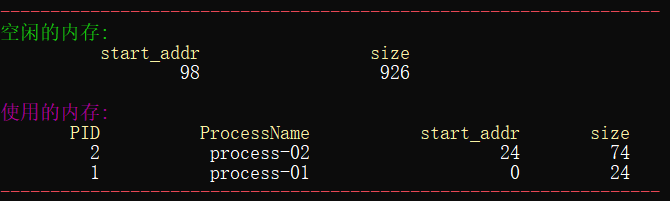 空闲的内存:
start_addr size
98 926
使用的内存:
PID ProcessName start_addr size
2 process-02 24 74
1 process-01 0 24